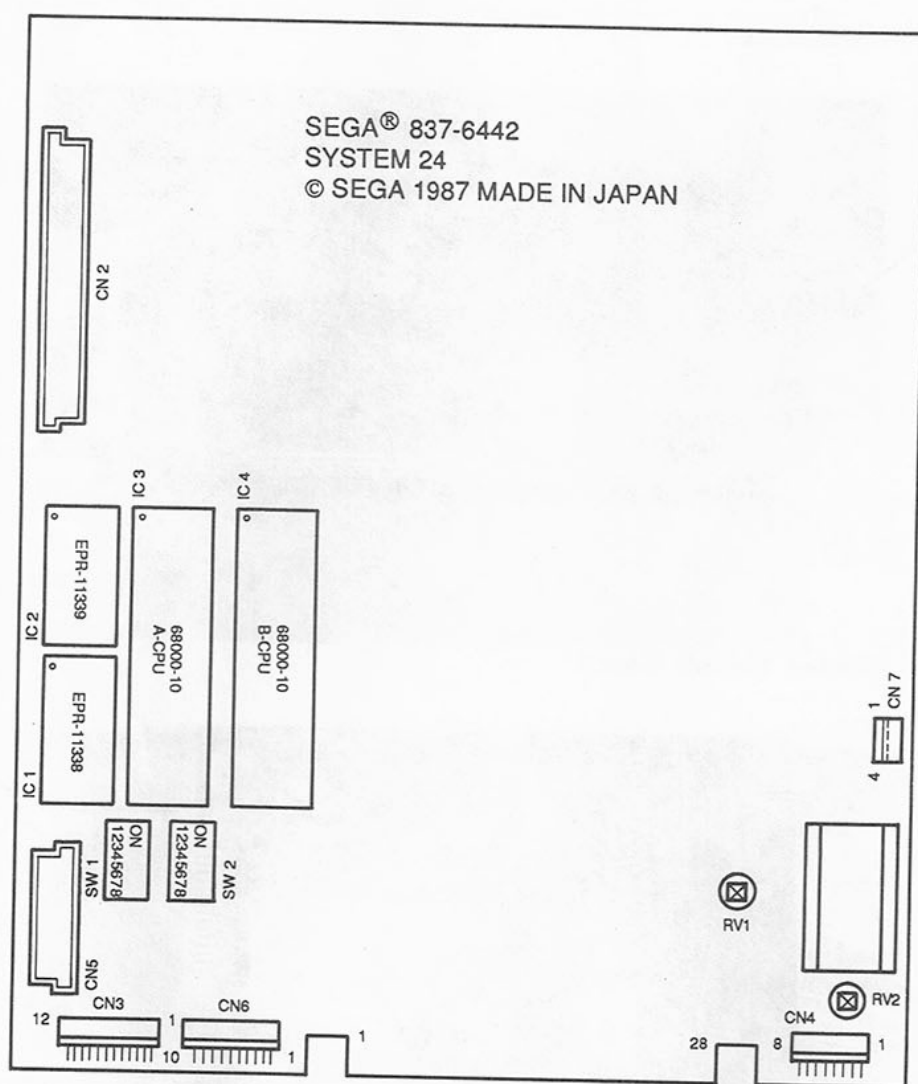 SEGA® 837-6442
SYSTEM 24
© SEGA 1987 MADE IN JAPAN
CN 2
IC 3
IC 4
IC 2
EPR-11339
68000-10
A-CPU
68000-10
B-CPU
IC 1
EPR-11338
1
CN 7
4
SW 1
ON
12345678
ON
12345678
SW 2
RV1
CN5
RV2
12
CN3
1
CN6
10
1
1
28
CN4
8
1